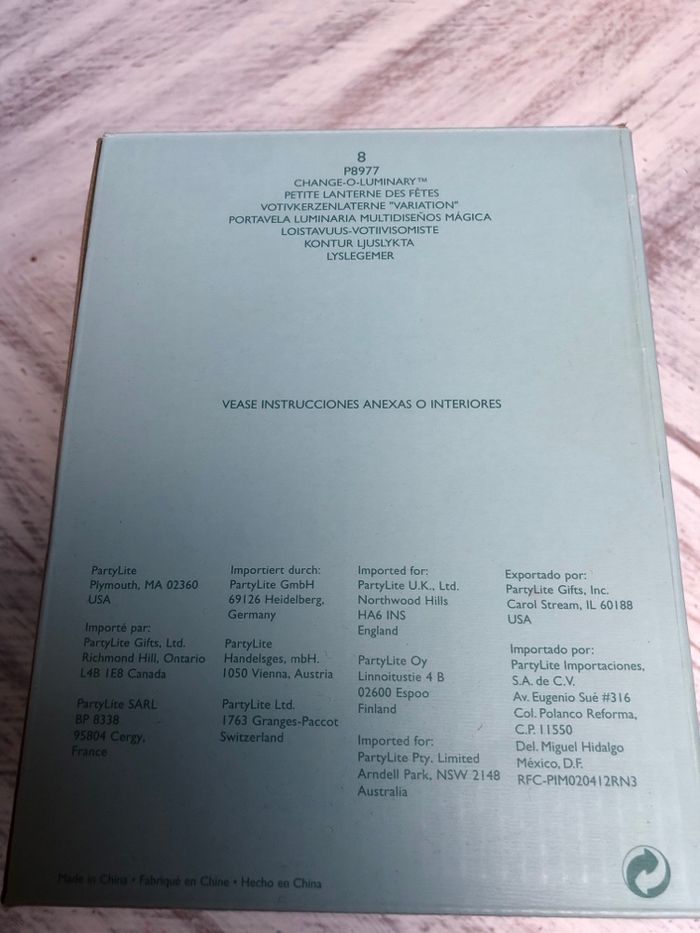 8
P8977
CHANGE-O-LUMINARY™
PETITE LANTERNE DES FÊTES
VOTIVKERZENLATERNE "VARIATION"
PORTAVELA LUMINARIA MULTIDISEÑOS MÁGICA
LOISTAVUUS-VOTIIVISOMISTE
KONTUR LJUSLYKTA
LYSLEGEMER
VEASE INSTRUCCIONES ANEXAS O INTERIORES
PartyLite
Plymouth, MA 02360
USA
Importé par:
PartyLite Gifts, Ltd.
Richmond Hill, Ontario
L4B 1E8 Canada
PartyLite SARL
BP 8338
95804 Cergy,
France
Importiert durch:
PartyLite GmbH
69126 Heidelberg,
Germany
PartyLite
Handelsges, mbH.
1050 Vienna, Austria
PartyLite Ltd.
1763 Granges-Paccot
Switzerland
Imported for:
PartyLite U.K., Ltd.
Northwood Hills
HA6 INS
England
PartyLite Oy
Linnoitustie 4 B
02600 Espoo
Finland
Imported for:
PartyLite Pty. Limited
Arndell Park, NSW 2148
Australia
Exportado por:
PartyLite Gifts, Inc.
Carol Stream, IL 60188
USA
Importado por:
PartyLite Importaciones,
S.A. de C.V.
Av. Eugenio Sué #316
Col. Polanco Reforma,
C.P. 11550
Del. Miguel Hidalgo
México, D.F.
RFC-PIM020412RN3
Made in China • Fabriqué en Chine • Hecho en China